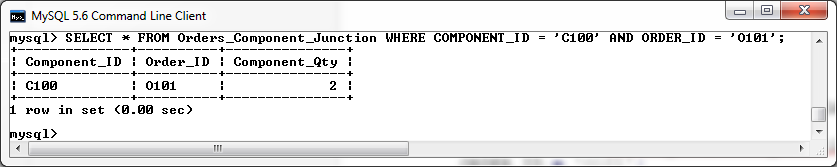 MySQL 5.6 Command Line Client
mysql> SELECT * FROM Orders_Component_Junction WHERE COMPONENT_ID = 'C100' AND ORDER_ID = 'O101';
+--------------+----------+---------------+
| Component_ID | Order_ID | Component_Qty |
+--------------+----------+---------------+
| C100         | O101     |             2 |
+--------------+----------+---------------+
1 row in set (0.00 sec)
mysql>